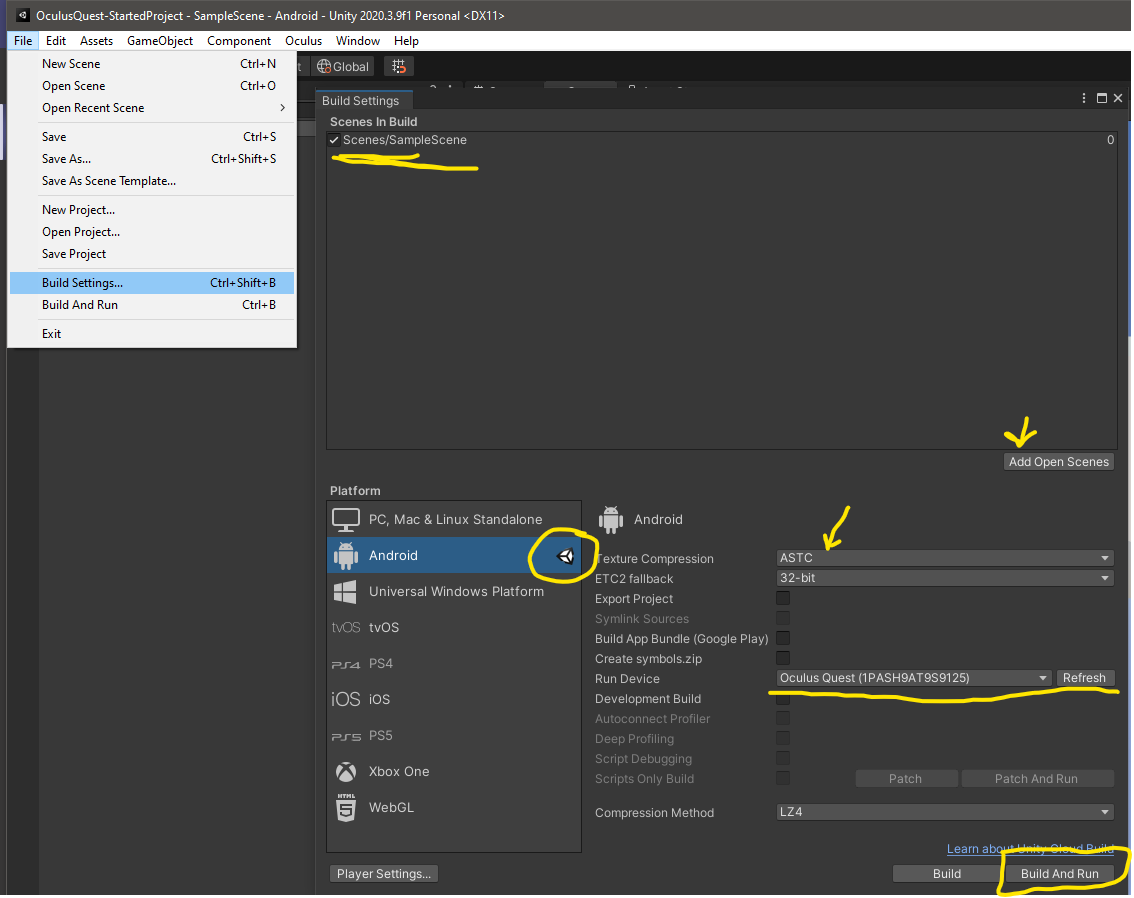 OculusQuest-StartedProject - SampleScene - Android - Unity 2020.3.9f1 Personal <DX11>
File Edit Assets GameObject Component Oculus Window Help
New Scene Ctrl+N
Global
Open Scene Ctrl+O
Open Recent Scene
Save Ctrl+S
Save As... Ctrl+Shift+S
Save As Scene Template...
New Project...
Open Project...
Save Project
Build Settings... Ctrl+Shift+B
Build And Run Ctrl+B
Exit
Build Settings
Scenes In Build
Scenes/SampleScene 0
Add Open Scenes
Platform
PC, Mac & Linux Standalone
Android
Universal Windows Platform
tvOS tvOS
PS4 PS4
iOS iOS
PS5 PS5
Xbox One
HTML 5 WebGL
Android
Texture Compression ASTC
ETC2 fallback 32-bit
Export Project
Symlink Sources
Build App Bundle (Google Play)
Create symbols.zip
Run Device Oculus Quest (1PASH9AT9S9125) Refresh
Development Build
Autoconnect Profiler
Deep Profiling
Script Debugging
Scripts Only Build Patch Patch And Run
Compression Method LZ4
Learn about Unity Cloud Build
Player Settings... Build Build And Run